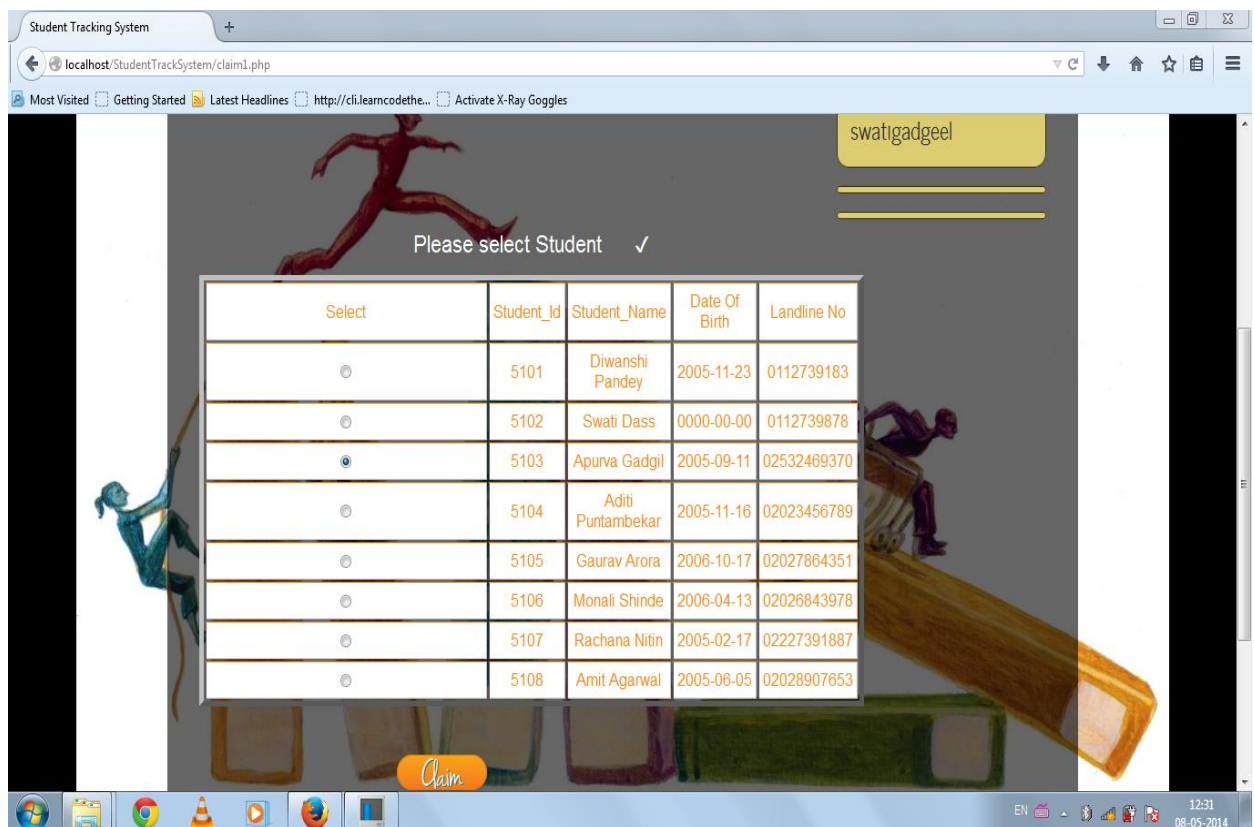 Student Tracking System
+
localhost/StudentTrackSystem/claim1.php
Most Visited Getting Started Latest Headlines http://cli.learncodethe... Activate X-Ray Goggles
swatigadgeel
Please select Student ✓
Select Student_Id Student_Name Date Of Birth Landline No
5101 Diwanshi Pandey 2005-11-23 0112739183
5102 Swati Dass 0000-00-00 0112739878
5103 Apurva Gadgil 2005-09-11 02532469370
5104 Aditi Puntambekar 2005-11-16 02023456789
5105 Gaurav Arora 2006-10-17 02027864351
5106 Monali Shinde 2006-04-13 02026843978
5107 Rachana Nitin 2005-02-17 02227391887
5108 Amit Agarwal 2005-06-05 02028907653
Claim
EN 12:31
08-05-2014